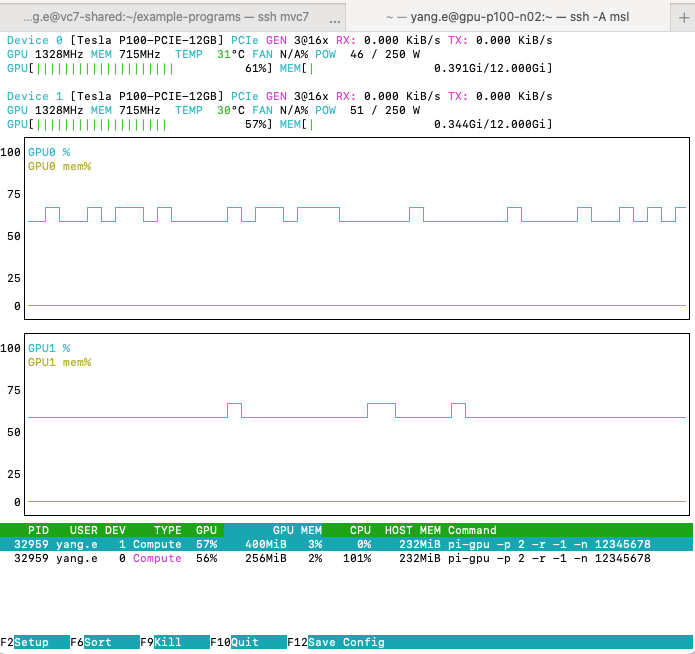 ...g.e@vc7-shared:~/example-programs — ssh mvc7 ... ~ — yang.e@gpu-p100-n02:~ — ssh -A msl +
Device 0 [Tesla P100-PCIE-12GB] PCIe GEN 3@16x RX: 0.000 KiB/s TX: 0.000 KiB/s
GPU 1328MHz MEM 715MHz TEMP 31°C FAN N/A% POW 46 / 250 W
GPU[||||||||||||||||||||61%] MEM[| 0.391Gi/12.000Gi]
Device 1 [Tesla P100-PCIE-12GB] PCIe GEN 3@16x RX: 0.000 KiB/s TX: 0.000 KiB/s
GPU 1328MHz MEM 715MHz TEMP 30°C FAN N/A% POW 51 / 250 W
GPU[|||||||||||||||||||57%] MEM[| 0.344Gi/12.000Gi]
100 GPU0 %
GPU0 mem%
75
50
25
0
100 GPU1 %
GPU1 mem%
75
50
25
0
PID USER DEV TYPE GPU GPU MEM CPU HOST MEM Command
32959 yang.e 1 Compute 57% 400MiB 3% 0% 232MiB pi-gpu -p 2 -r -1 -n 12345678
32959 yang.e 0 Compute 56% 256MiB 2% 101% 232MiB pi-gpu -p 2 -r -1 -n 12345678
F2Setup F6Sort F9Kill F10Quit F12Save Config